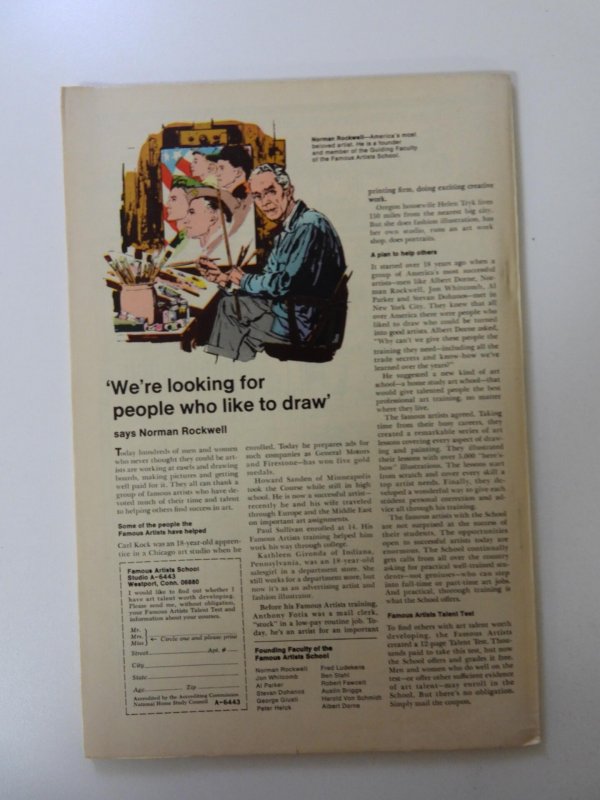 Norman Rockwell—America's most
beloved artist. He is a founder
and member of the Guiding Faculty
of the Famous Artists School.
'We're looking for
people who like to draw'
says Norman Rockwell
Today hundreds of men and women
who never thought they could be art-
ists are working at easels and drawing
boards, making pictures and getting
well paid for it. They all can thank a
group of famous artists who have de-
voted much of their time and talent
to helping others find success in art.
Some of the people the
Famous Artists have helped
Carl Kock was an 18-year-old appren-
tice in a Chicago art studio when he
Famous Artists School
Studio A-6443
Westport, Conn. 06880
I would like to find out whether I
have art talent worth developing.
Please send me, without obligation,
your Famous Artists Talent Test and
information about your courses.
Mr.
Mrs.
Miss
← Circle one and please print
Street
Apt. #
City
State
Age
Zip
Accredited by the Accrediting Commission
National Home Study Council A-6443
enrolled. Today he prepares ads for
such companies as General Motors
and Firestone—has won five gold
medals.
Howard Sanden of Minneapolis
took the Course while still in high
school. He is now a successful artist—
recently he and his wife traveled
through Europe and the Middle East
on important art assignments.
Paul Sullivan enrolled at 14. His
Famous Artists training helped him
work his way through college.
Kathleen Gironda of Indiana,
Pennsylvania, was an 18-year-old
salesgirl in a department store. She
still works for a department store, but
now it's as an advertising artist and
fashion illustrator.
Before his Famous Artists training,
Anthony Fotia was a mail clerk,
"stuck" in a low-pay routine job. To-
day, he's an artist for an important
Founding Faculty of the
Famous Artists School
Norman Rockwell
Jon Whitcomb
Al Parker
Stevan Dohanos
George Giusti
Peter Helck
Fred Ludekens
Ben Stahl
Robert Fawcett
Austin Briggs
Harold Von Schmidt
Albert Dorne
printing firm, doing exciting creative
work.
Oregon housewife Helen Tryk lives
150 miles from the nearest big city.
But she does fashion illustration, has
her own studio, runs an art work
shop, does portraits.
A plan to help others
It started over 18 years ago when a
group of America's most successful
artists—men like Albert Dorne, Nor-
man Rockwell, Jon Whitcomb, Al
Parker and Stevan Dohanos—met in
New York City. They knew that all
over America there were people who
liked to draw who could be turned
into good artists. Albert Dorne asked,
"Why can't we give these people the
training they need—including all the
trade secrets and know-how we've
learned over the years?"
He suggested a new kind of art
school—a home study art school—that
would give talented people the best
professional art training, no matter
where they live.
The famous artists agreed. Taking
time from their busy careers, they
created a remarkable series of art
lessons covering every aspect of draw-
ing and painting. They illustrated
their lessons with over 5,000 "here's-
how" illustrations. The lessons start
from scratch and cover every skill a
top artist needs. Finally, they de-
veloped a wonderful way to give each
student personal correction and ad-
vice all through his training.
The famous artists with the School
are not surprised at the success of
their students. The opportunities
open to successful artists today are
enormous. The School continually
gets calls from all over the country
asking for practical well-trained stu-
dents—not geniuses—who can step
into full-time or part-time art jobs.
And practical, thorough training is
what the School offers.
Famous Artists Talent Test
To find others with art talent worth
developing, the Famous Artists
created a 12-page Talent Test. Thou-
sands paid to take this test, but now
the School offers and grades it free.
Men and women who do well on the
test—or offer other sufficient evidence
of art talent—may enroll in the
School. But there's no obligation.
Simply mail the coupon.